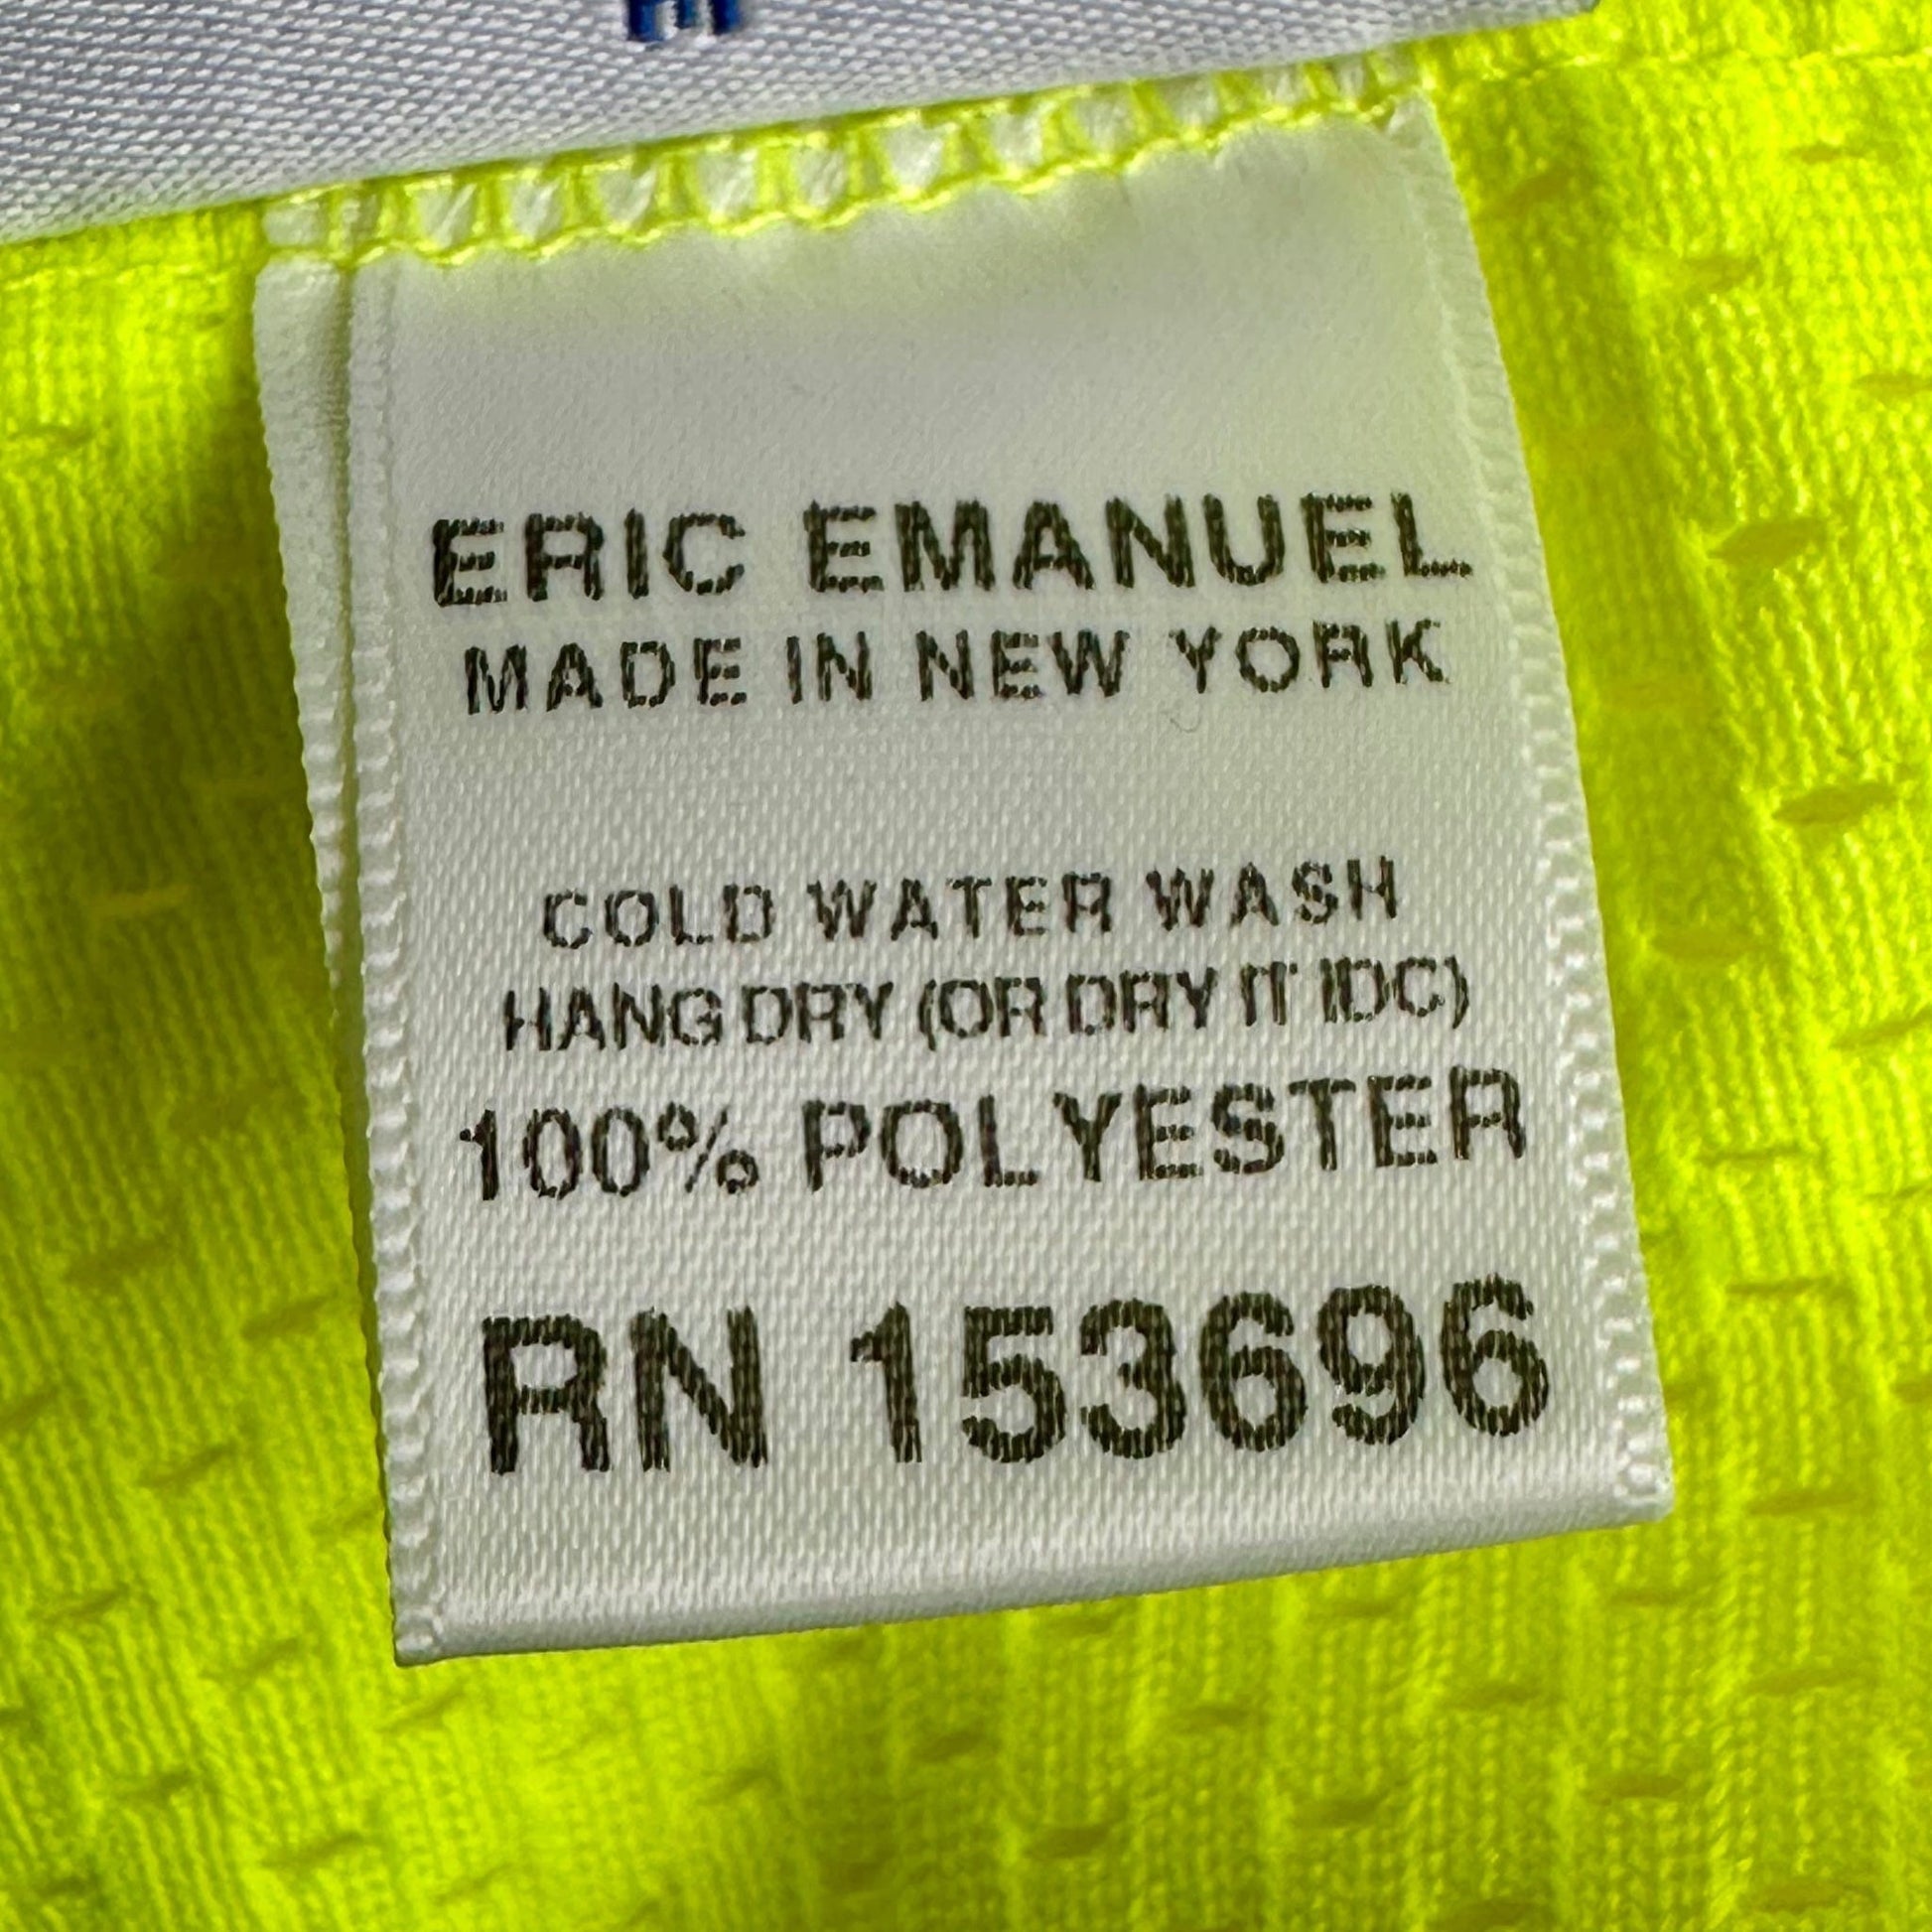 ERIC EMANUEL
MADE IN NEW YORK
COLD WATER WASH
HANG DRY (OR DRY IT IDC)
100% POLYESTER
RN 153696